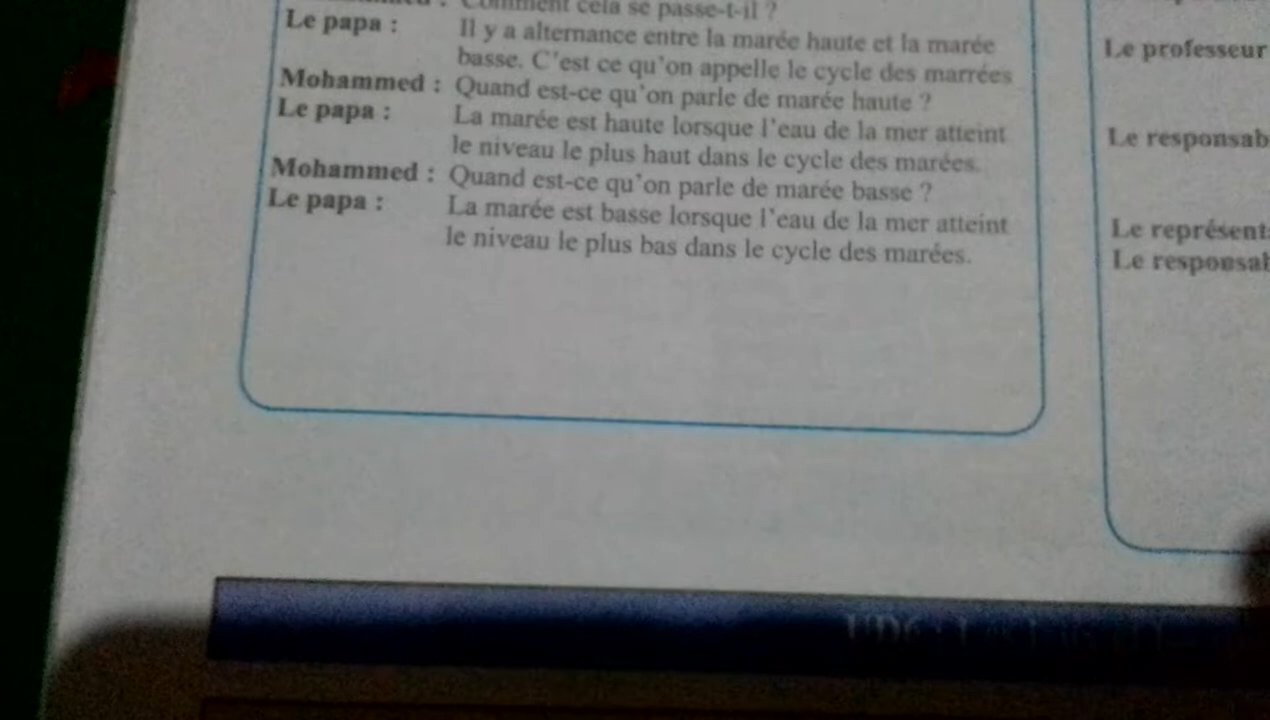 Comment cela se passe-t-il ?
Le papa : Il y a alternance entre la marée haute et la marée
basse. C'est ce qu'on appelle le cycle des marrées
Mohammed : Quand est-ce qu'on parle de marée haute ?
Le papa : La marée est haute lorsque l'eau de la mer atteint
le niveau le plus haut dans le cycle des marées.
Mohammed : Quand est-ce qu'on parle de marée basse ?
Le papa : La marée est basse lorsque l'eau de la mer atteint
le niveau le plus bas dans le cycle des marées.
Le professeur
Le responsab
Le représent
Le responsab